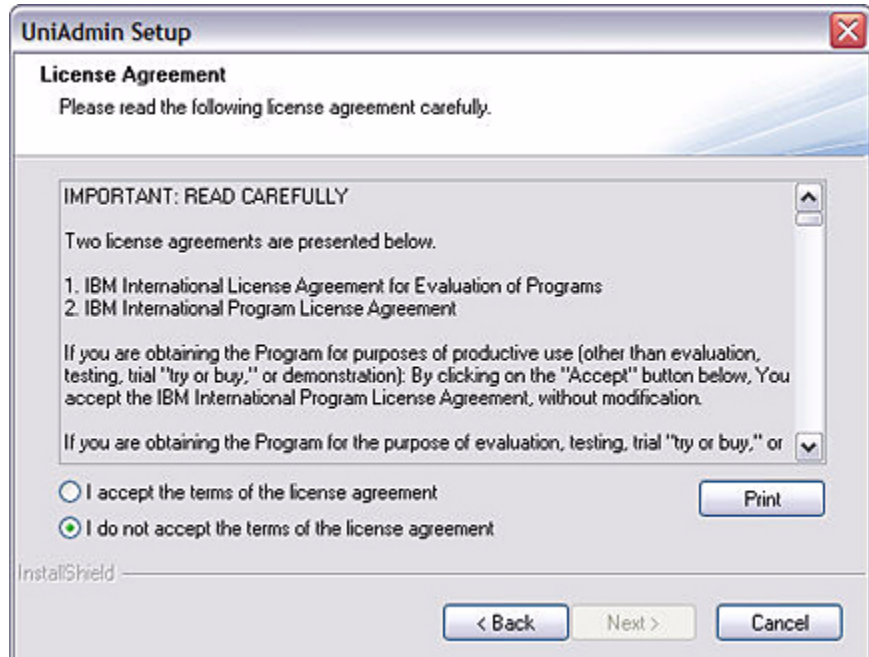 UniAdmin Setup
License Agreement
Please read the following license agreement carefully.
IMPORTANT: READ CAREFULLY
Two license agreements are presented below.
1. IBM International License Agreement for Evaluation of Programs
2. IBM International Program License Agreement
If you are obtaining the Program for purposes of productive use (other than evaluation,
testing, trial "try or buy," or demonstration): By clicking on the "Accept" button below, You
accept the IBM International Program License Agreement, without modification.
If you are obtaining the Program for the purpose of evaluation, testing, trial "try or buy," or
I accept the terms of the license agreement
Print
I do not accept the terms of the license agreement
InstallShield
< Back Next > Cancel